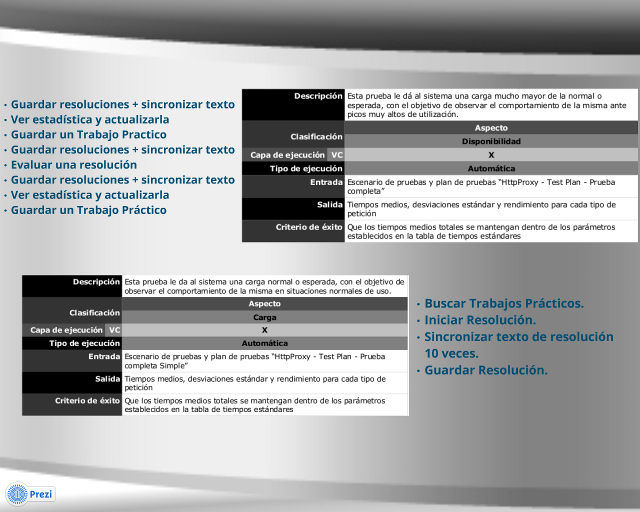 · Guardar resoluciones + sincronizar texto
· Ver estadística y actualizarla
· Guardar un Trabajo Practico
· Guardar resoluciones + sincronizar texto
· Evaluar una resolución
· Guardar resoluciones + sincronizar texto
· Ver estadística y actualizarla
· Guardar un Trabajo Práctico
Descripción Esta prueba le dá al sistema una carga mucho mayor de la normal o
esperada, con el objetivo de observar el comportamiento de la misma ante
picos muy altos de utilización.
Clasificación Aspecto
Disponibilidad
Capa de ejecución VC X
Tipo de ejecución Automática
Entrada Escenario de pruebas y plan de pruebas "HttpProxy - Test Plan - Prueba
completa"
Salida Tiempos medios, desviaciones estándar y rendimiento para cada tipo de
petición
Criterio de éxito Que los tiempos medios totales se mantengan dentro de los parámetros
establecidos en la tabla de tiempos estándares
Descripción Esta prueba le da al sistema una carga normal o esperada, con el objetivo de
observar el comportamiento de la misma en situaciones normales de uso.
Clasificación Aspecto
Carga
Capa de ejecución VC X
Tipo de ejecución Automática
Entrada Escenario de pruebas y plan de pruebas "HttpProxy - Test Plan - Prueba
completa Simple"
Salida Tiempos medios, desviaciones estándar y rendimiento para cada tipo de
petición
Criterio de éxito Que los tiempos medios totales se mantengan dentro de los parámetros
establecidos en la tabla de tiempos estándares
· Buscar Trabajos Prácticos.
· Iniciar Resolución.
· Sincronizar texto de resolución
10 veces.
· Guardar Resolución.
Prezi